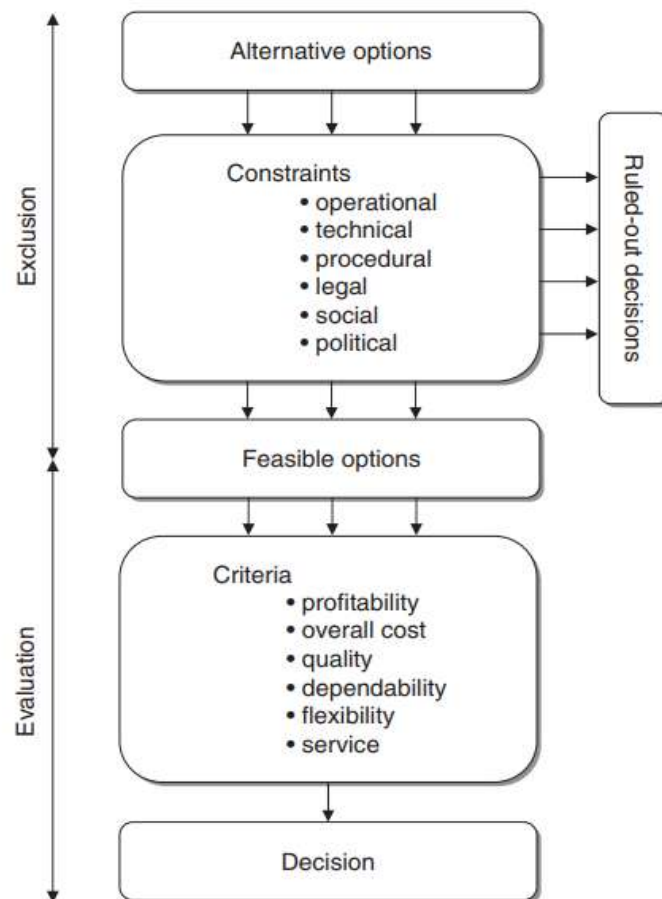 Alternative options
Constraints
• operational
• technical
• procedural
• legal
• social
• political
Ruled-out decisions
Exclusion
Feasible options
Criteria
• profitability
• overall cost
• quality
• dependability
• flexibility
• service
Evaluation
Decision